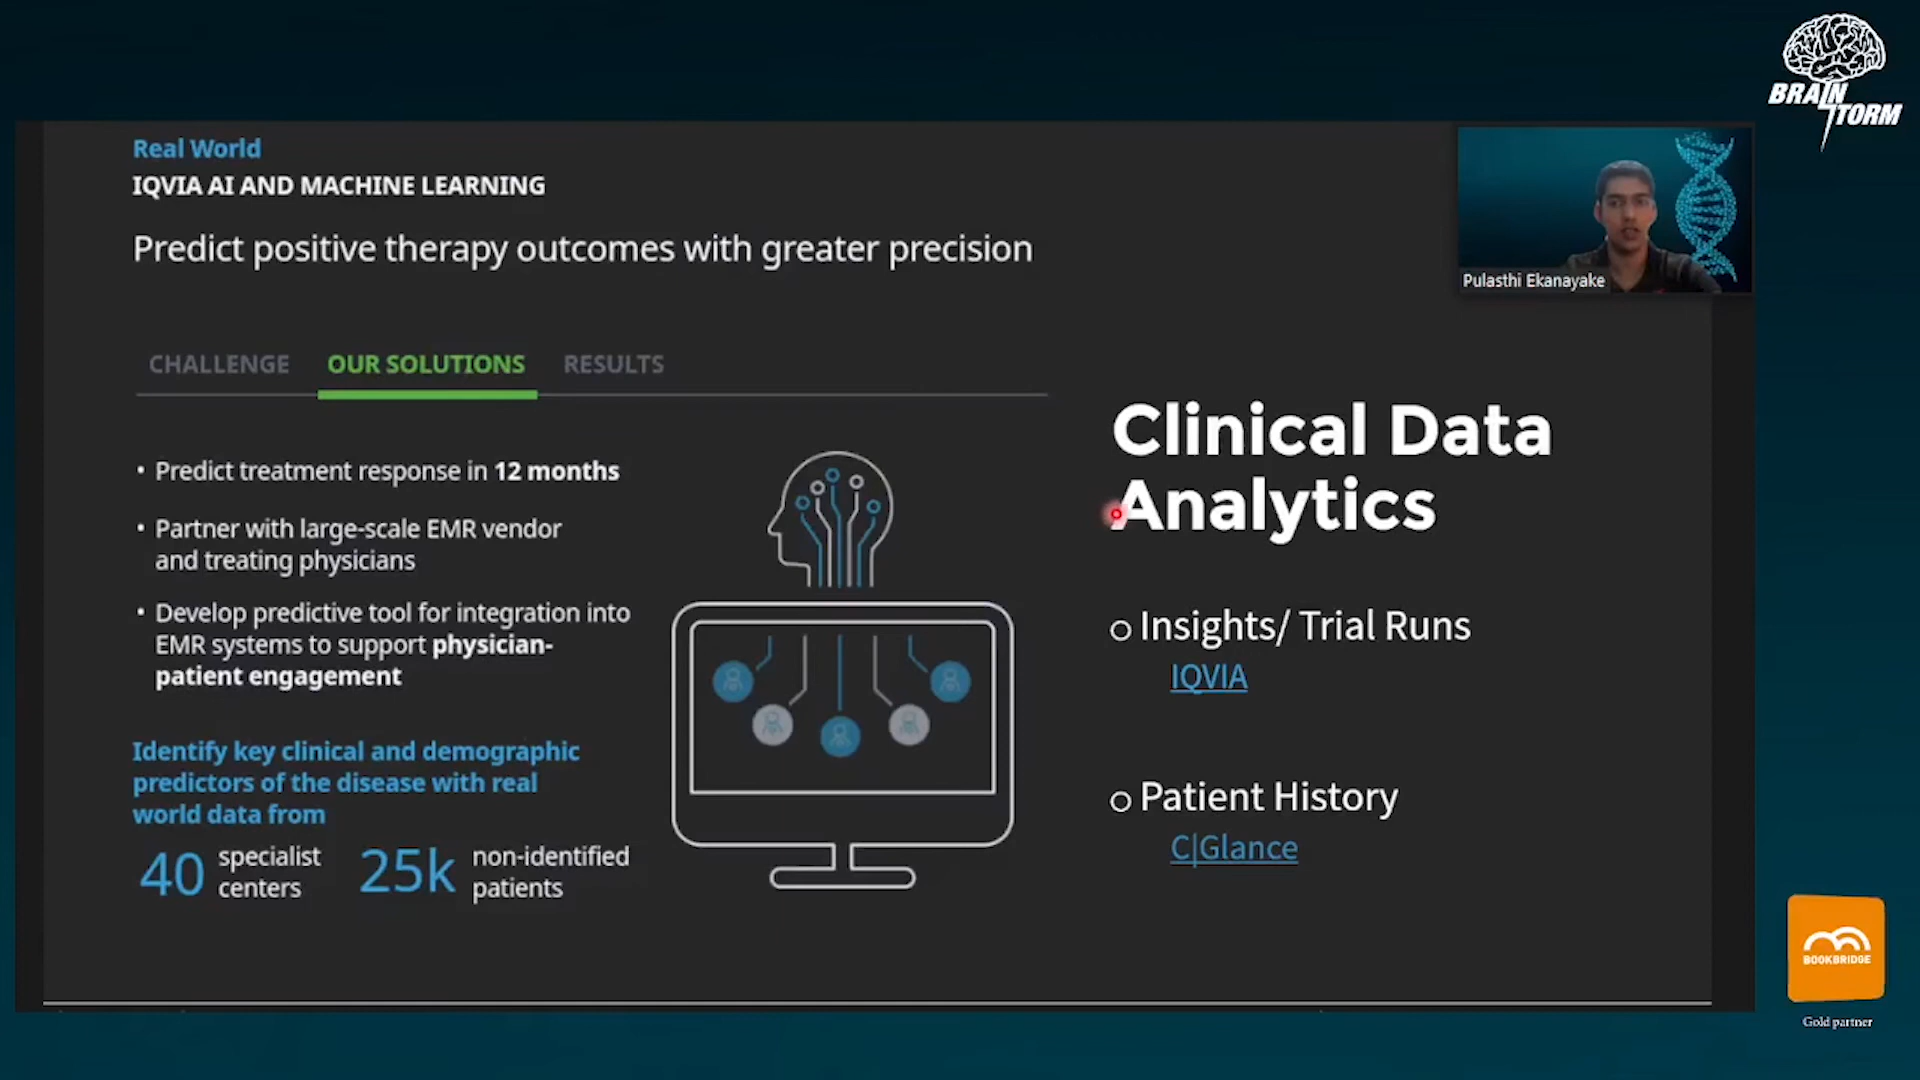 BRAIN
TORM
Real World
IQVIA AI AND MACHINE LEARNING
Predict positive therapy outcomes with greater precision
Pulasthi Ekanayake
CHALLENGE OUR SOLUTIONS RESULTS
• Predict treatment response in 12 months
• Partner with large-scale EMR vendor
and treating physicians
• Develop predictive tool for integration into
EMR systems to support physician-
patient engagement
Identify key clinical and demographic
predictors of the disease with real
world data from
40 specialist
centers
25k non-identified
patients
Clinical Data
Analytics
Insights/ Trial Runs
IQVIA
Patient History
C|Glance
BOOKBRIDGE
Gold partner